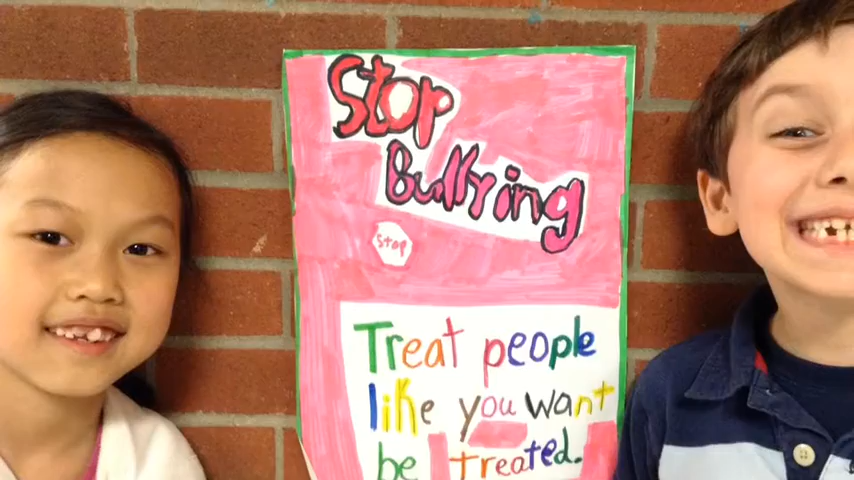 Stop
Bullying
Stop
Treat people
like you want
be treated.